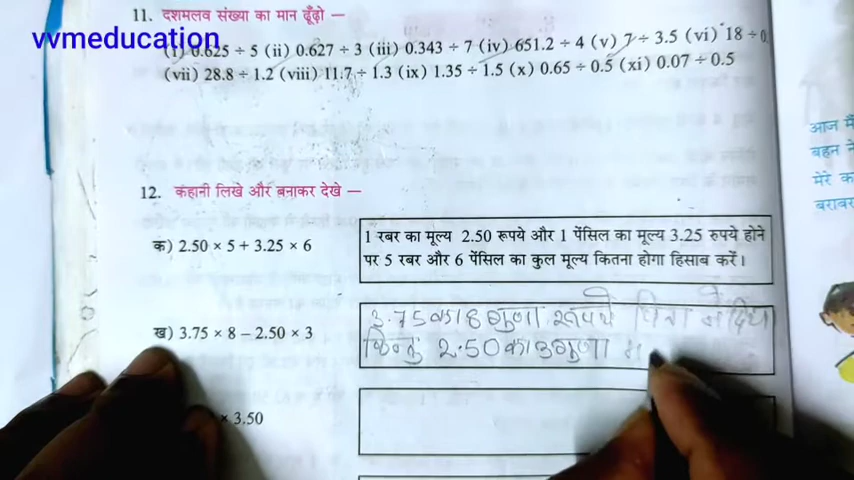 11. दशमलव संख्या का मान ढूँढ़ो —
vvmeducation
(i) 0.625 ÷ 5 (ii) 0.627 ÷ 3 (iii) 0.343 ÷ 7 (iv) 651.2 ÷ 4 (v) 7 ÷ 3.5 (vi) 18 ÷ 0.
(vii) 28.8 ÷ 1.2 (viii) 11.7 ÷ 1.3 (ix) 1.35 ÷ 1.5 (x) 0.65 ÷ 0.5 (xi) 0.07 ÷ 0.5
12. कहानी लिखे और बनाकर देखे —
क) 2.50 × 5 + 3.25 × 6
1 रबर का मूल्य 2.50 रूपये और 1 पेंसिल का मूल्य 3.25 रुपये होने
पर 5 रबर और 6 पेंसिल का कुल मूल्य कितना होगा हिसाब करें।
ख) 3.75 × 8 – 2.50 × 3
3.75 का 8 गुणा रूपये पिता ने दिया
किन्तु 2.50 का 3 गुणा
× 3.50
आज मैं
बहन ने
मेरे क
बराबर